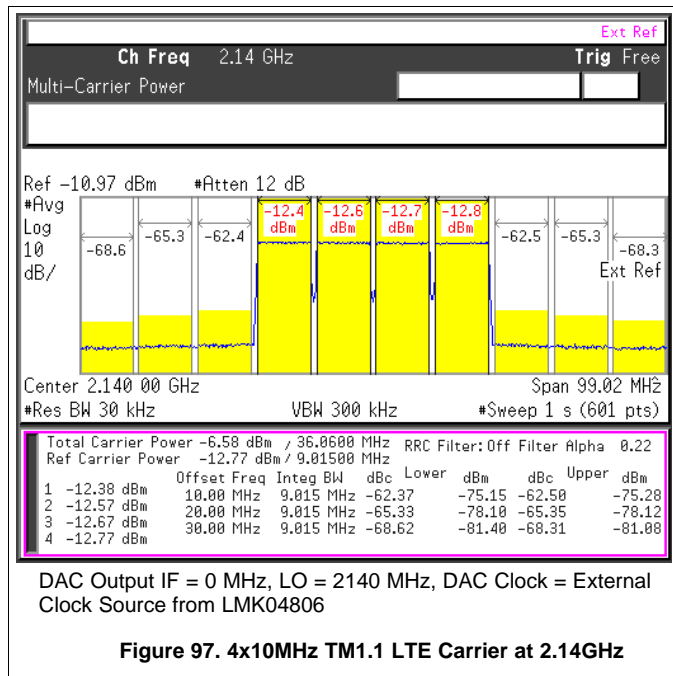 Ext Ref
Ch Freq 2.14 GHz Trig Free
Multi-Carrier Power
Ref -10.97 dBm #Atten 12 dB
#Avg
Log
10
dB/
-68.6 -65.3 -62.4 -12.4 dBm -12.6 dBm -12.7 dBm -12.8 dBm -62.5 -65.3 -68.3
Ext Ref
Center 2.140 00 GHz Span 99.02 MHz
#Res BW 30 kHz VBW 300 kHz #Sweep 1 s (601 pts)
Total Carrier Power -6.58 dBm / 36.0600 MHz RRC Filter: Off Filter Alpha 0.22
Ref Carrier Power -12.77 dBm/ 9.01500 MHz
Offset Freq Integ BW dBc Lower dBm dBc Upper dBm
1 -12.38 dBm 10.00 MHz 9.015 MHz -62.37 -75.15 -62.50 -75.28
2 -12.57 dBm 20.00 MHz 9.015 MHz -65.33 -78.10 -65.35 -78.12
3 -12.67 dBm 30.00 MHz 9.015 MHz -68.62 -81.40 -68.31 -81.08
4 -12.77 dBm
DAC Output IF = 0 MHz, LO = 2140 MHz, DAC Clock = External
Clock Source from LMK04806
Figure 97. 4x10MHz TM1.1 LTE Carrier at 2.14GHz